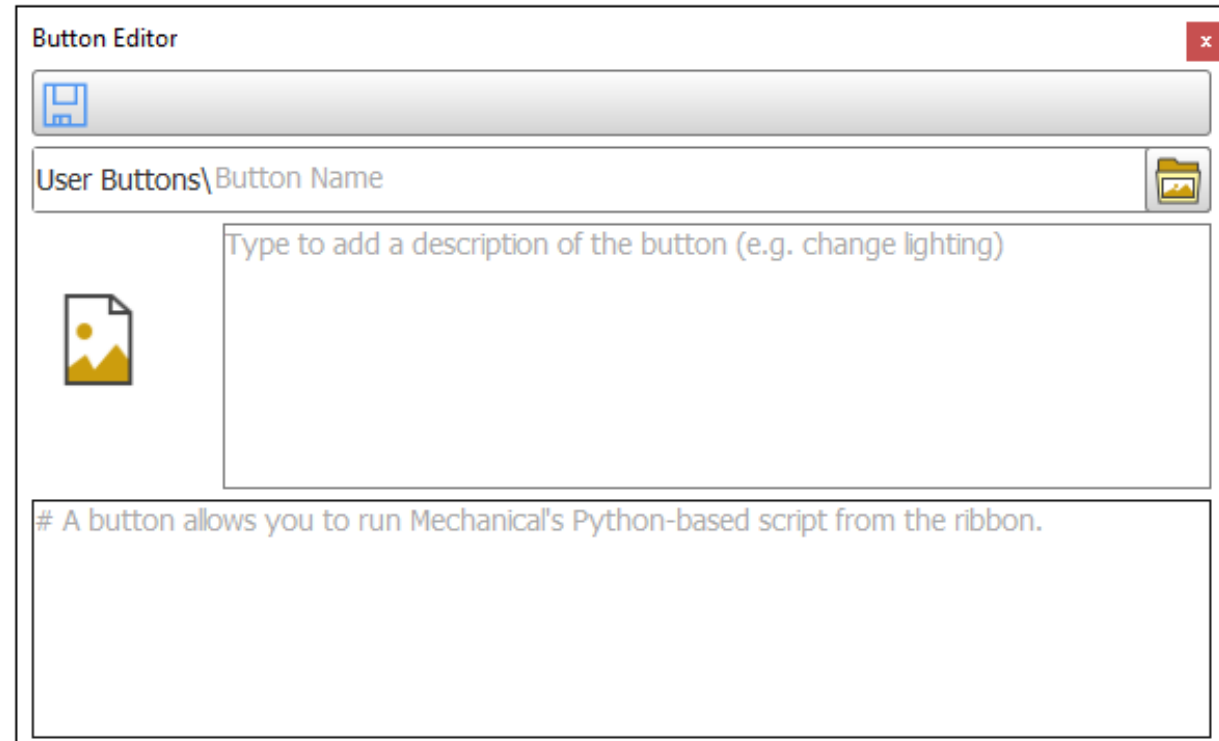 Button Editor
x
User Buttons\Button Name
Type to add a description of the button (e.g. change lighting)
# A button allows you to run Mechanical's Python-based script from the ribbon.